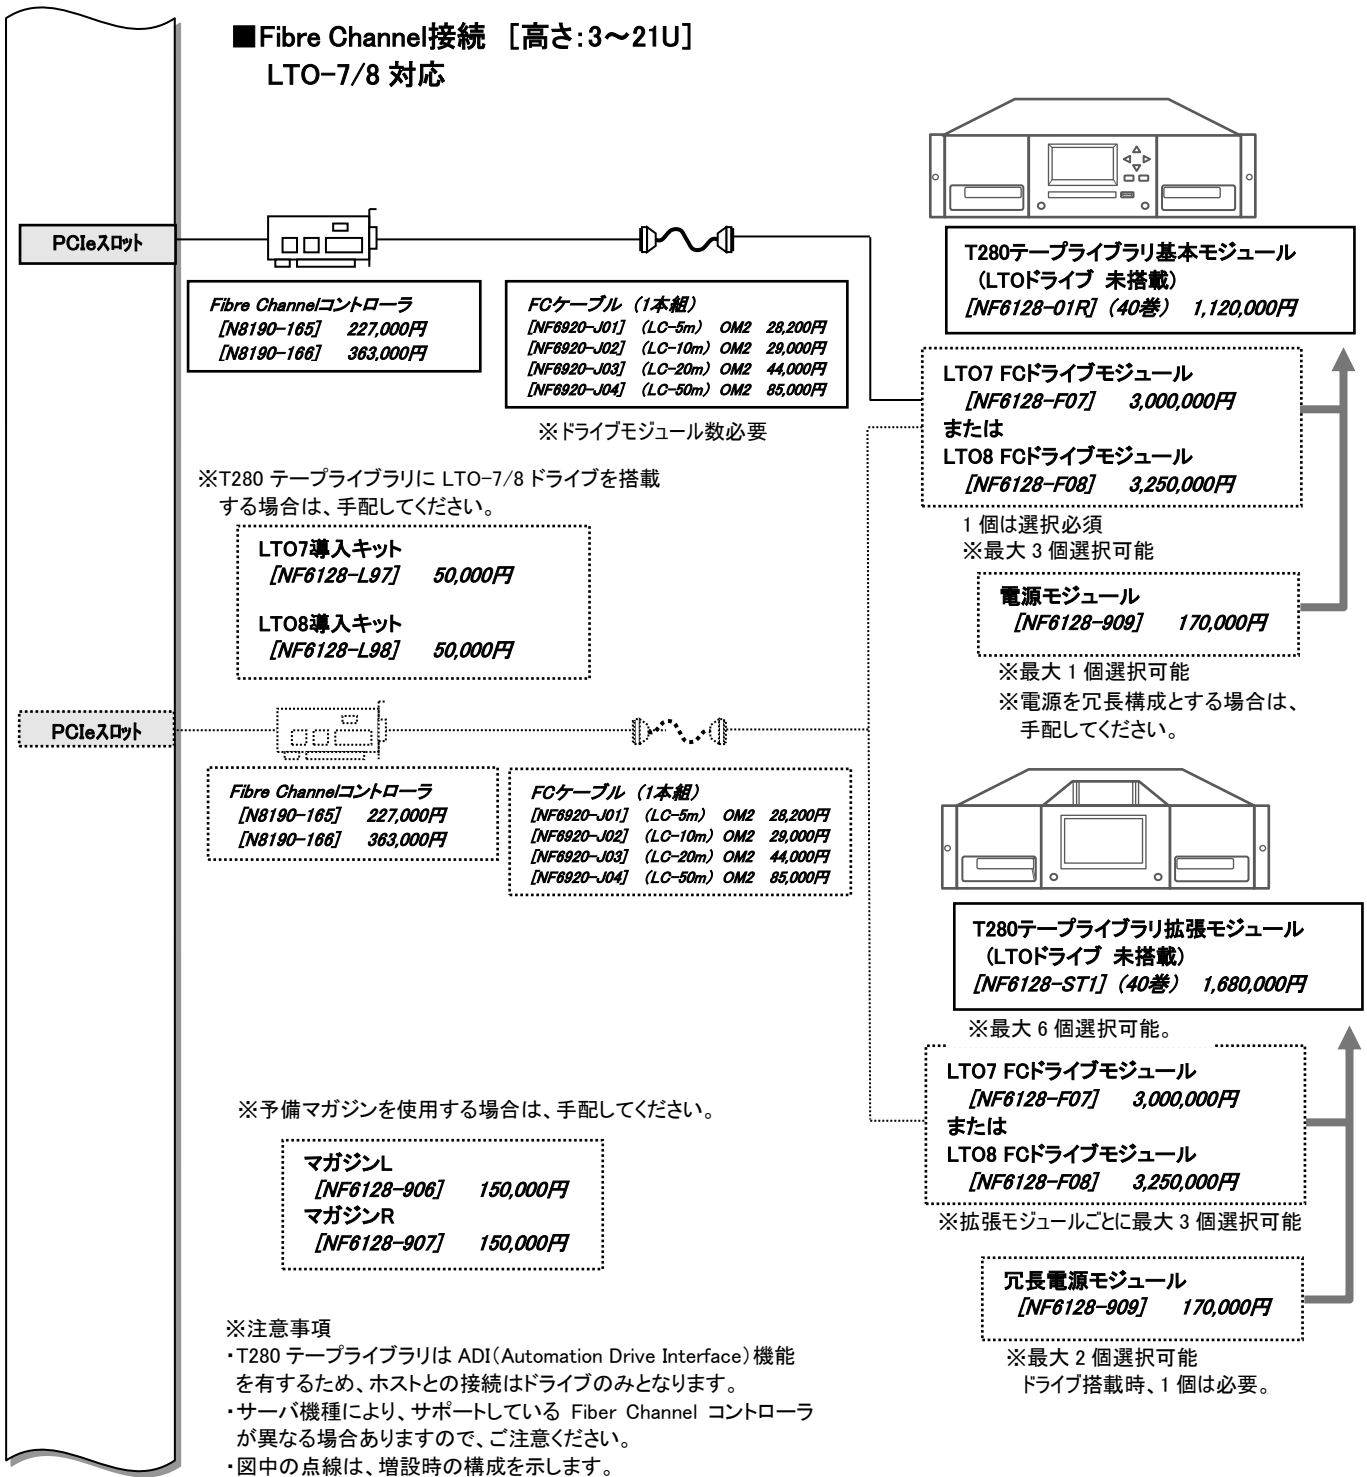 ■Fibre Channel接続 ［高さ：3～21U］
LTO-7/8 対応
PCIeスロット
Fibre Channelコントローラ
[N8190-165] 227,000円
[N8190-166] 363,000円
FCケーブル （1本組）
[NF6920-J01] （LC-5m） OM2 28,200円
[NF6920-J02] （LC-10m） OM2 29,000円
[NF6920-J03] （LC-20m） OM2 44,000円
[NF6920-J04] （LC-50m） OM2 85,000円
※ドライブモジュール数必要
T280テープライブラリ基本モジュール
（LTOドライブ 未搭載）
[NF6128-01R] （40巻） 1,120,000円
LTO7 FCドライブモジュール
[NF6128-F07] 3,000,000円
または
LTO8 FCドライブモジュール
[NF6128-F08] 3,250,000円
1 個は選択必須
※最大 3 個選択可能
電源モジュール
[NF6128-909] 170,000円
※最大 1 個選択可能
※電源を冗長構成とする場合は、
手配してください。
※T280 テープライブラリに LTO-7/8 ドライブを搭載
する場合は、手配してください。
LTO7導入キット
[NF6128-L97] 50,000円
LTO8導入キット
[NF6128-L98] 50,000円
PCIeスロット
Fibre Channelコントローラ
[N8190-165] 227,000円
[N8190-166] 363,000円
FCケーブル （1本組）
[NF6920-J01] （LC-5m） OM2 28,200円
[NF6920-J02] （LC-10m） OM2 29,000円
[NF6920-J03] （LC-20m） OM2 44,000円
[NF6920-J04] （LC-50m） OM2 85,000円
T280テープライブラリ拡張モジュール
（LTOドライブ 未搭載）
[NF6128-ST1] （40巻） 1,680,000円
※最大 6 個選択可能。
LTO7 FCドライブモジュール
[NF6128-F07] 3,000,000円
または
LTO8 FCドライブモジュール
[NF6128-F08] 3,250,000円
※拡張モジュールごとに最大 3 個選択可能
冗長電源モジュール
[NF6128-909] 170,000円
※最大 2 個選択可能
ドライブ搭載時、1 個は必要。
※予備マガジンを使用する場合は、手配してください。
マガジンL
[NF6128-906] 150,000円
マガジンR
[NF6128-907] 150,000円
※注意事項
・T280 テープライブラリは ADI（Automation Drive Interface）機能
を有するため、ホストとの接続はドライブのみとなります。
・サーバ機種により、サポートしている Fiber Channel コントローラ
が異なる場合ありますので、ご注意ください。
・図中の点線は、増設時の構成を示します。